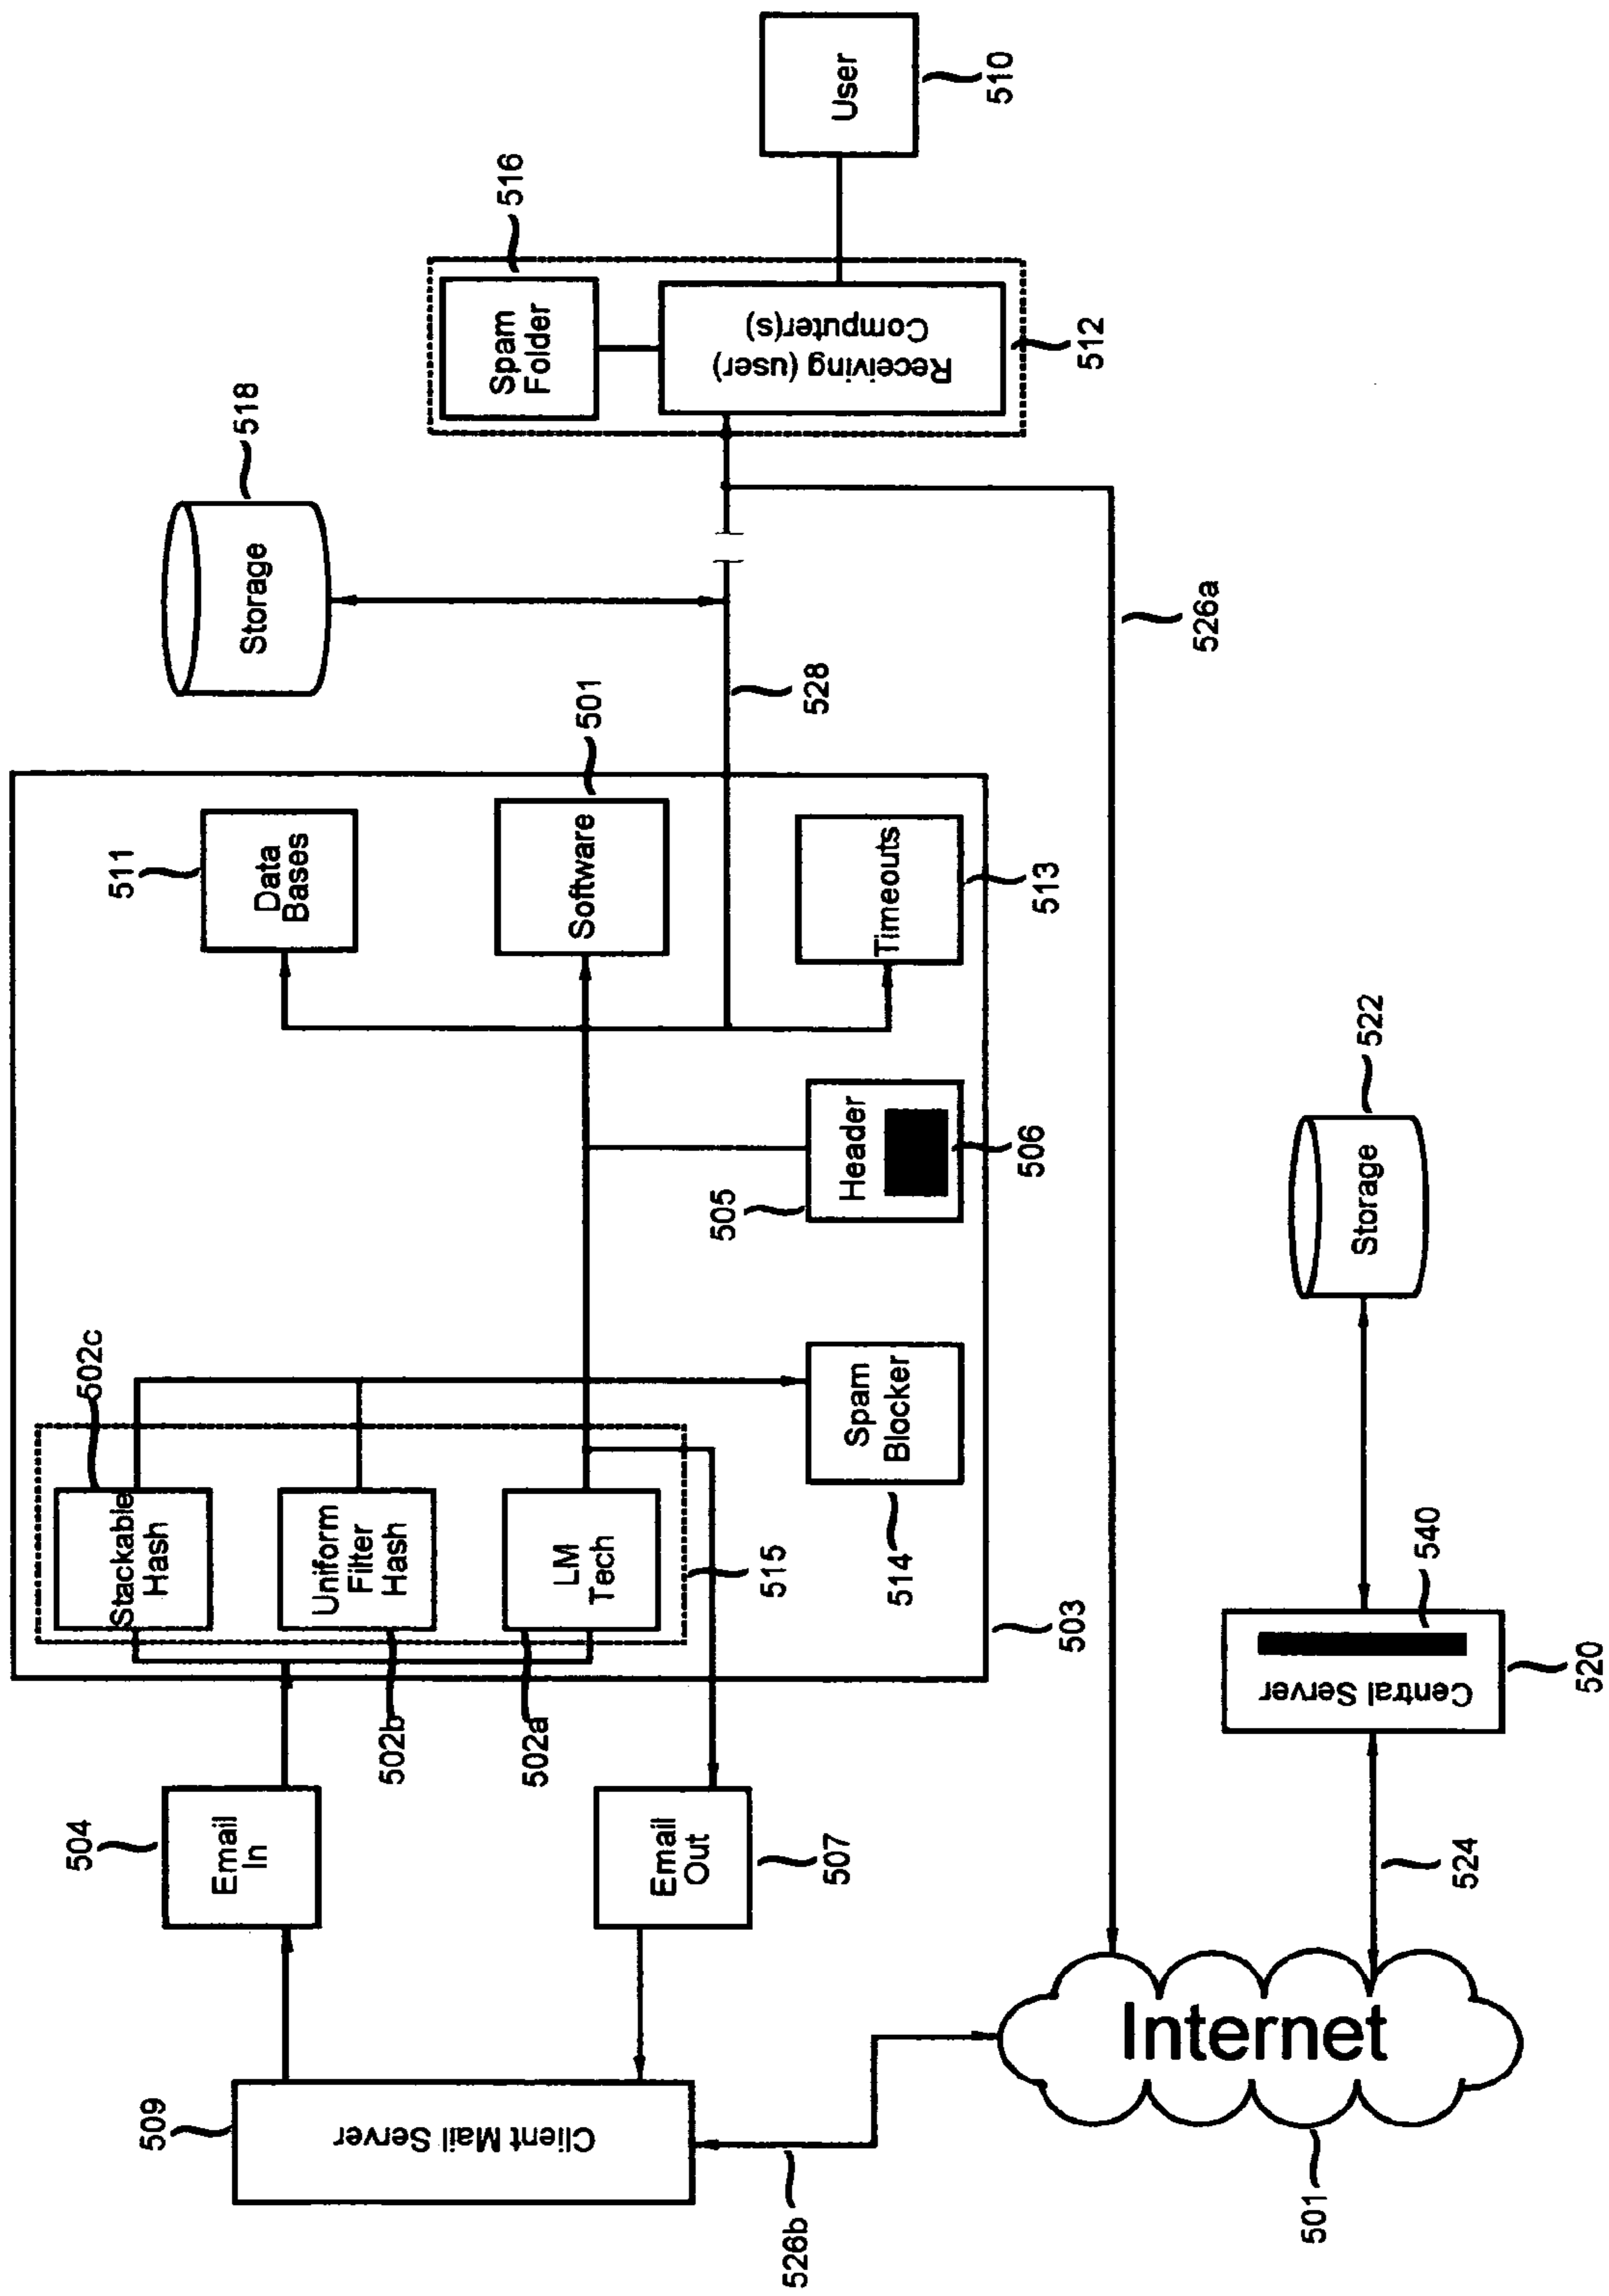 509
Client Mail Server
526b
504
Email
In
Email
Out
507
Internet
501
502c
Stackable
Hash
502b
Uniform
Filter
Hash
502a
LM
Tech
515
514
Spam
Blocker
503
524
Central Server
540
520
505
Header
506
Storage
522
511
Data
Bases
Software
501
Timeouts
513
528
526a
Storage
518
Spam
Folder
516
Receiving (user)
Computer(s)
512
User
510